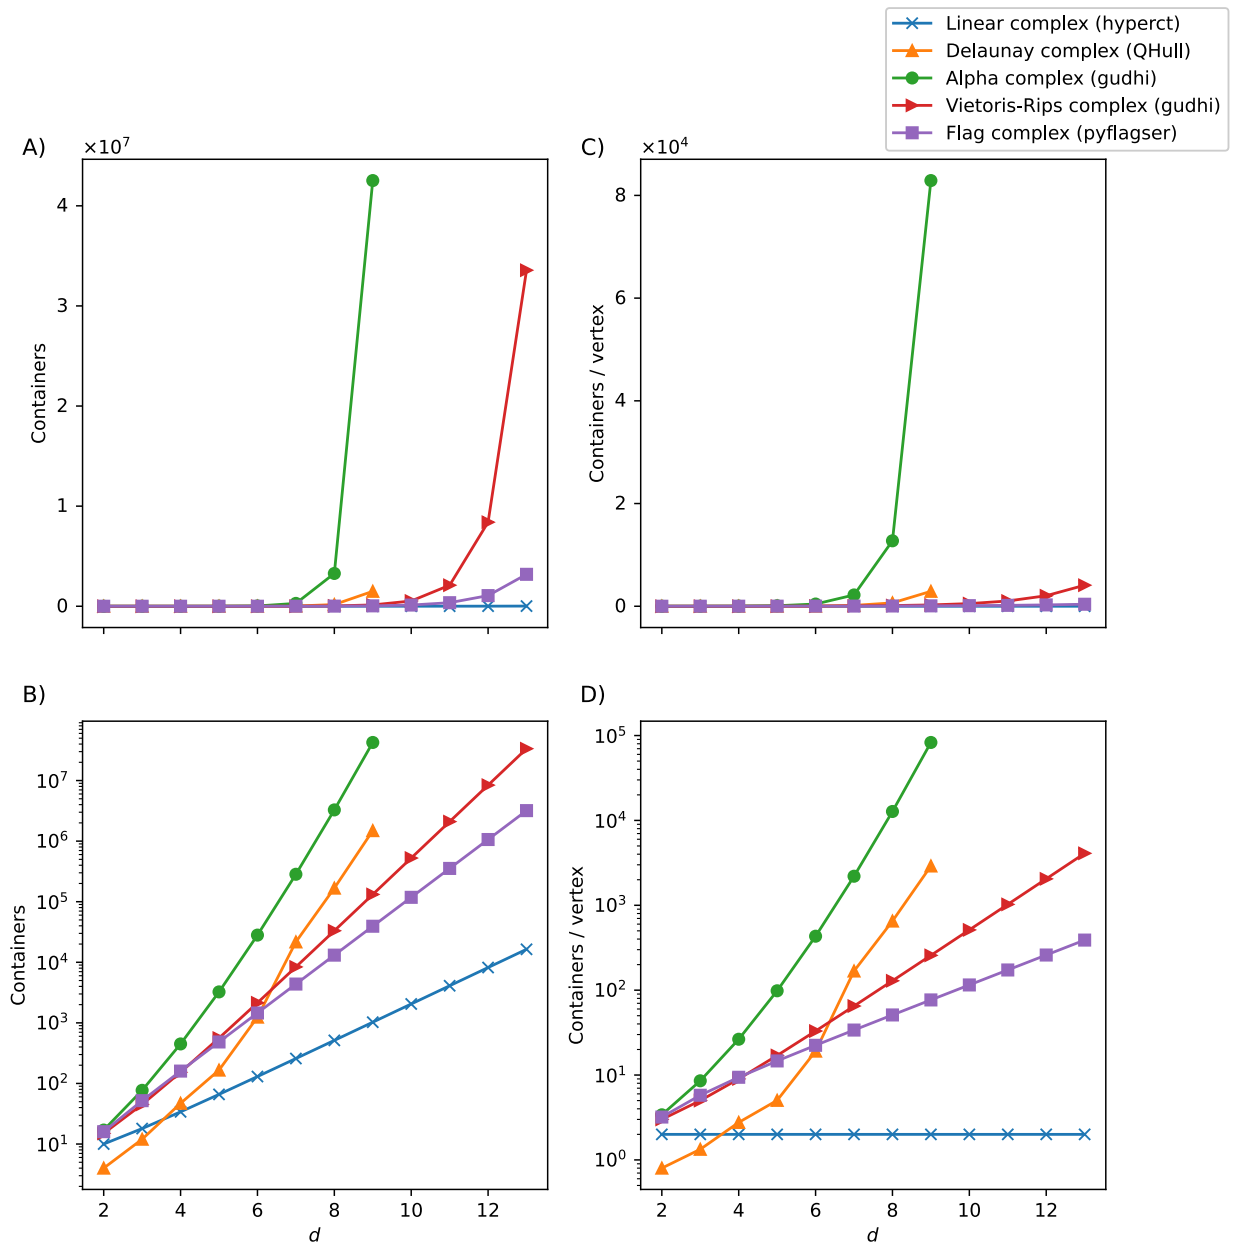 Linear complex (hyperct)
Delaunay complex (QHull)
Alpha complex (gudhi)
Vietoris-Rips complex (gudhi)
Flag complex (pyflagser)
A)
×10⁷
4
3
2
1
0
Containers
C)
×10⁴
8
6
4
2
0
Containers / vertex
B)
10⁷
10⁶
10⁵
10⁴
10³
10²
10¹
Containers
2 4 6 8 10 12
d
D)
10⁵
10⁴
10³
10²
10¹
10⁰
Containers / vertex
2 4 6 8 10 12
d